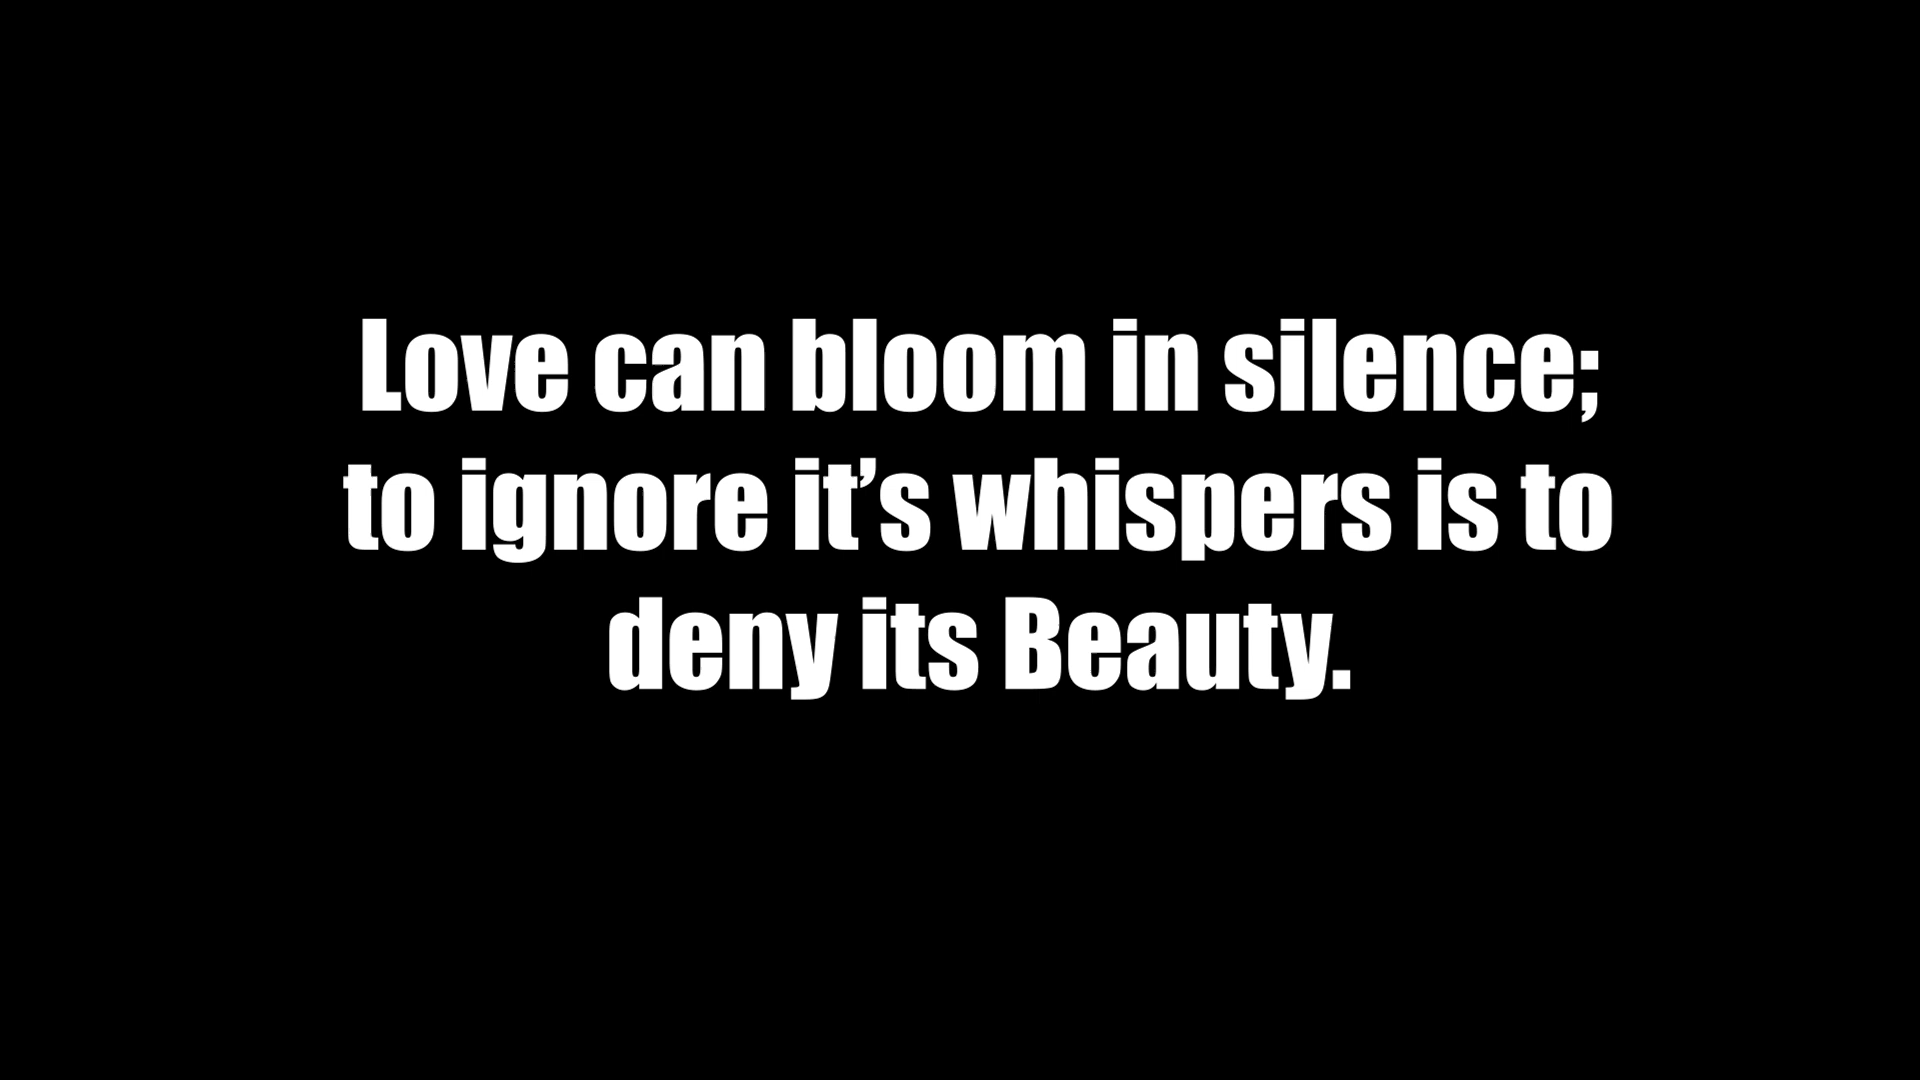 Love can bloom in silence;
to ignore it’s whispers is to
deny its Beauty.